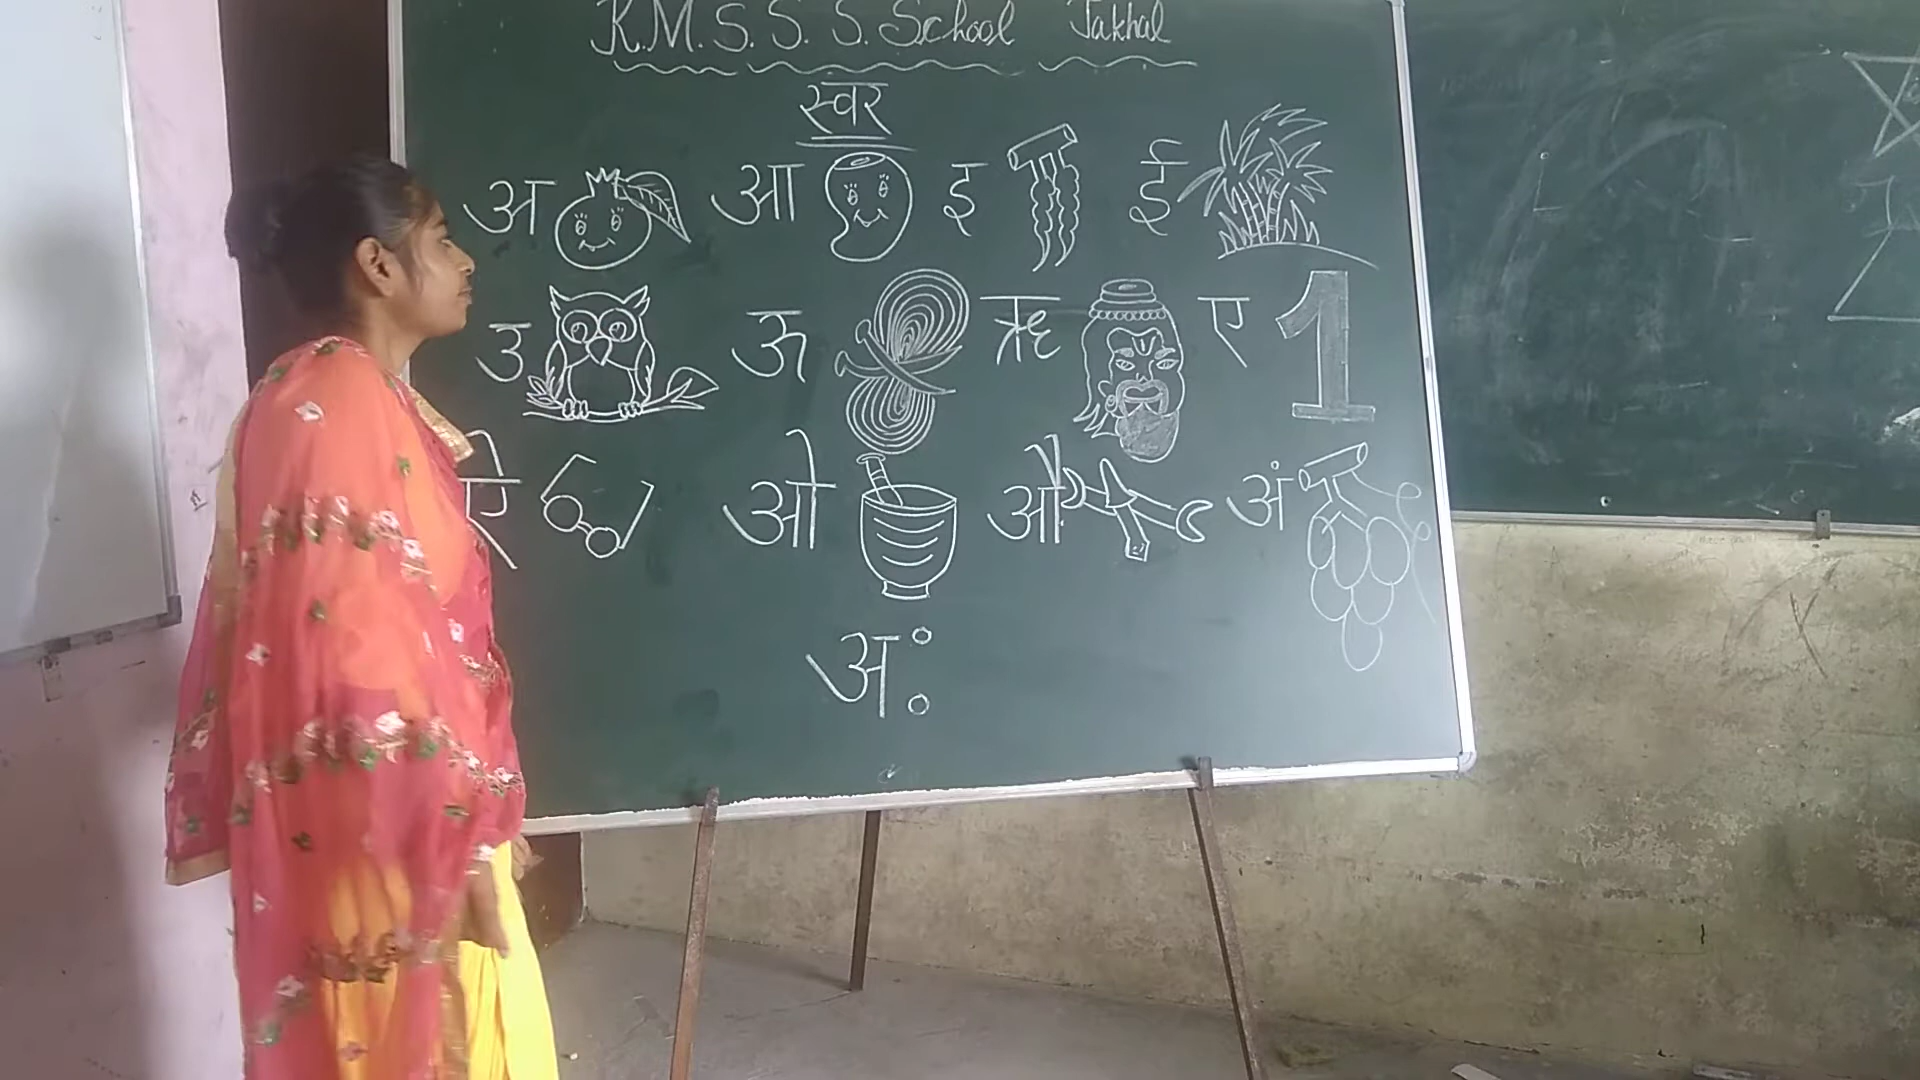 K.M.S.S.S. School Jakhal
स्वर
अ आ इ ई
उ ऊ ऋ ए 1
ऐ ओ औ अं
अः